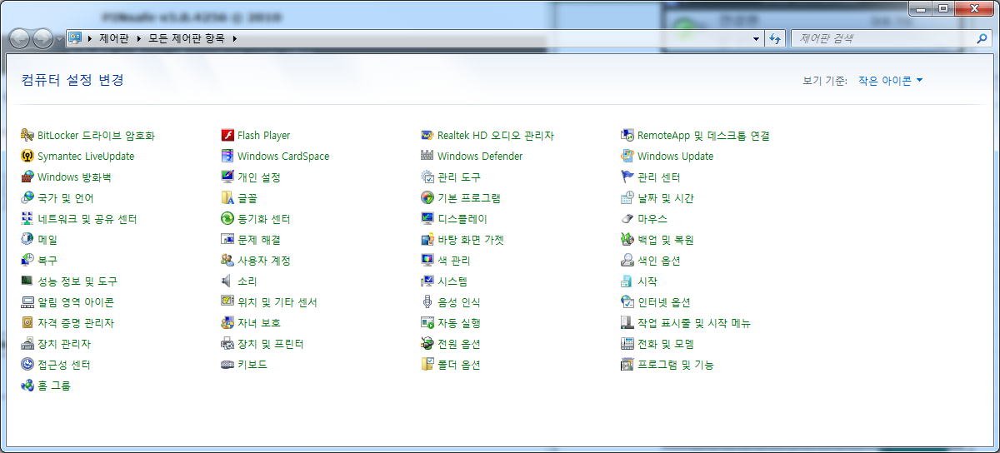 PINsafe v3.0.4256 © 2010
제어판 모든 제어판 항목
제어판 검색
컴퓨터 설정 변경
보기 기준: 작은 아이콘
BitLocker 드라이브 암호화
Flash Player
Realtek HD 오디오 관리자
RemoteApp 및 데스크톱 연결
Symantec LiveUpdate
Windows CardSpace
Windows Defender
Windows Update
Windows 방화벽
개인 설정
관리 도구
관리 센터
국가 및 언어
글꼴
기본 프로그램
날짜 및 시간
네트워크 및 공유 센터
동기화 센터
디스플레이
마우스
메일
문제 해결
바탕 화면 가젯
백업 및 복원
복구
사용자 계정
색 관리
색인 옵션
성능 정보 및 도구
소리
시스템
시작
알림 영역 아이콘
위치 및 기타 센서
음성 인식
인터넷 옵션
자격 증명 관리자
자녀 보호
자동 실행
작업 표시줄 및 시작 메뉴
장치 관리자
장치 및 프린터
전원 옵션
전화 및 모뎀
접근성 센터
키보드
폴더 옵션
프로그램 및 기능
홈 그룹